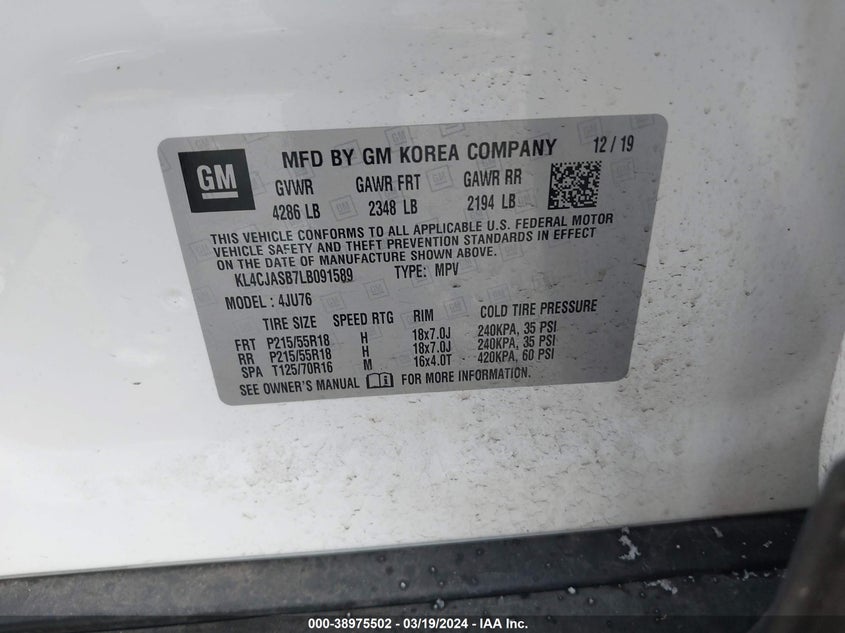 GM
MFD BY GM KOREA COMPANY 12 / 19
GVWR GAWR FRT GAWR RR
4286 LB 2348 LB 2194 LB
THIS VEHICLE CONFORMS TO ALL APPLICABLE U.S. FEDERAL MOTOR
VEHICLE SAFETY AND THEFT PREVENTION STANDARDS IN EFFECT
ON THE DATE OF MANUFACTURE SHOWN ABOVE.
KL4CJASB7LB091589 TYPE: MPV
MODEL : 4JU76
TIRE SIZE SPEED RTG RIM COLD TIRE PRESSURE
FRT P215/55R18 H 18x7.0J 240KPA, 35 PSI
RR P215/55R18 H 18x7.0J 240KPA, 35 PSI
SPA T125/70R16 M 16x4.0T 420KPA, 60 PSI
SEE OWNER'S MANUAL FOR MORE INFORMATION.
000-38975502 - 03/19/2024 - IAAI.COM